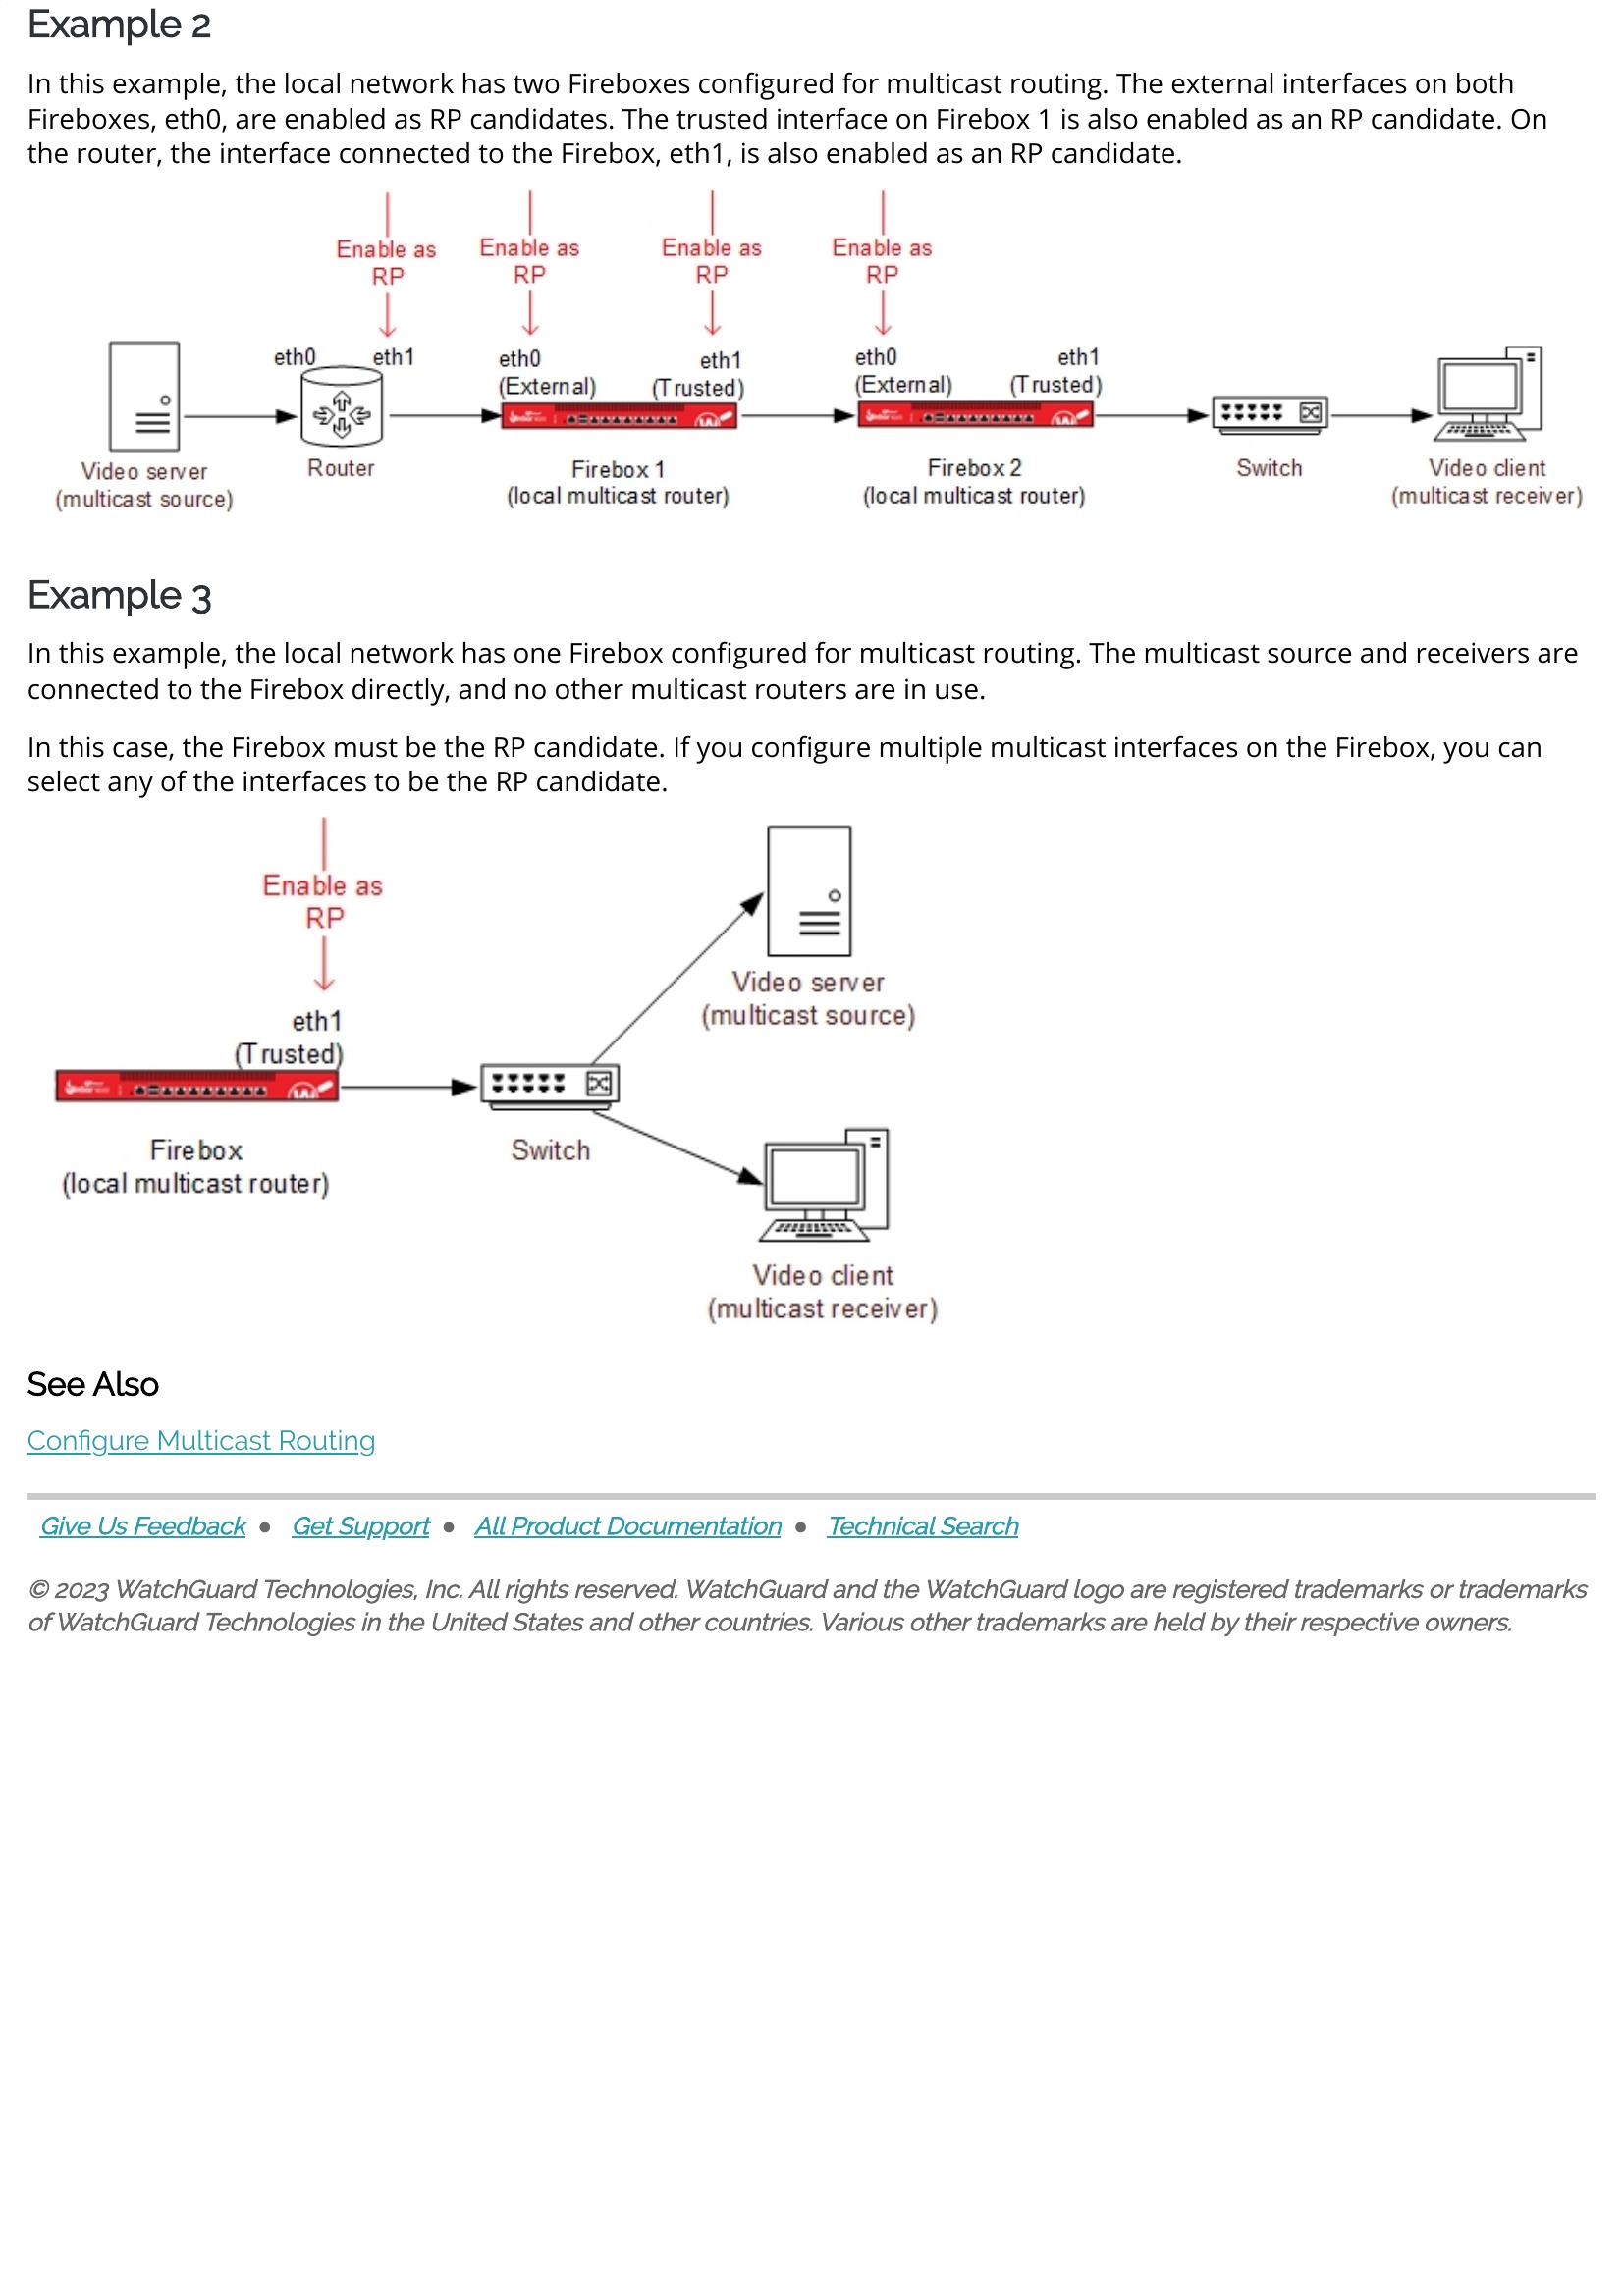 Example 2
In this example, the local network has two Fireboxes configured for multicast routing. The external interfaces on both
Fireboxes, eth0, are enabled as RP candidates. The trusted interface on Firebox 1 is also enabled as an RP candidate. On
the router, the interface connected to the Firebox, eth1, is also enabled as an RP candidate.
Enable as
RP
Enable as
RP
Enable as
RP
Enable as
RP
eth0
eth1
eth0
(External)
eth1
(Trusted)
eth0
(External)
eth1
(Trusted)
Video server
(multicast source)
Router
Firebox 1
(local multicast router)
Firebox 2
(local multicast router)
Switch
Video client
(multicast receiver)
Example 3
In this example, the local network has one Firebox configured for multicast routing. The multicast source and receivers are
connected to the Firebox directly, and no other multicast routers are in use.
In this case, the Firebox must be the RP candidate. If you configure multiple multicast interfaces on the Firebox, you can
select any of the interfaces to be the RP candidate.
Enable as
RP
eth1
(Trusted)
Video server
(multicast source)
Firebox
(local multicast router)
Switch
Video client
(multicast receiver)
See Also
Configure Multicast Routing
Give Us Feedback ● Get Support ● All Product Documentation ● Technical Search
© 2023 WatchGuard Technologies, Inc. All rights reserved. WatchGuard and the WatchGuard logo are registered trademarks or trademarks
of WatchGuard Technologies in the United States and other countries. Various other trademarks are held by their respective owners.